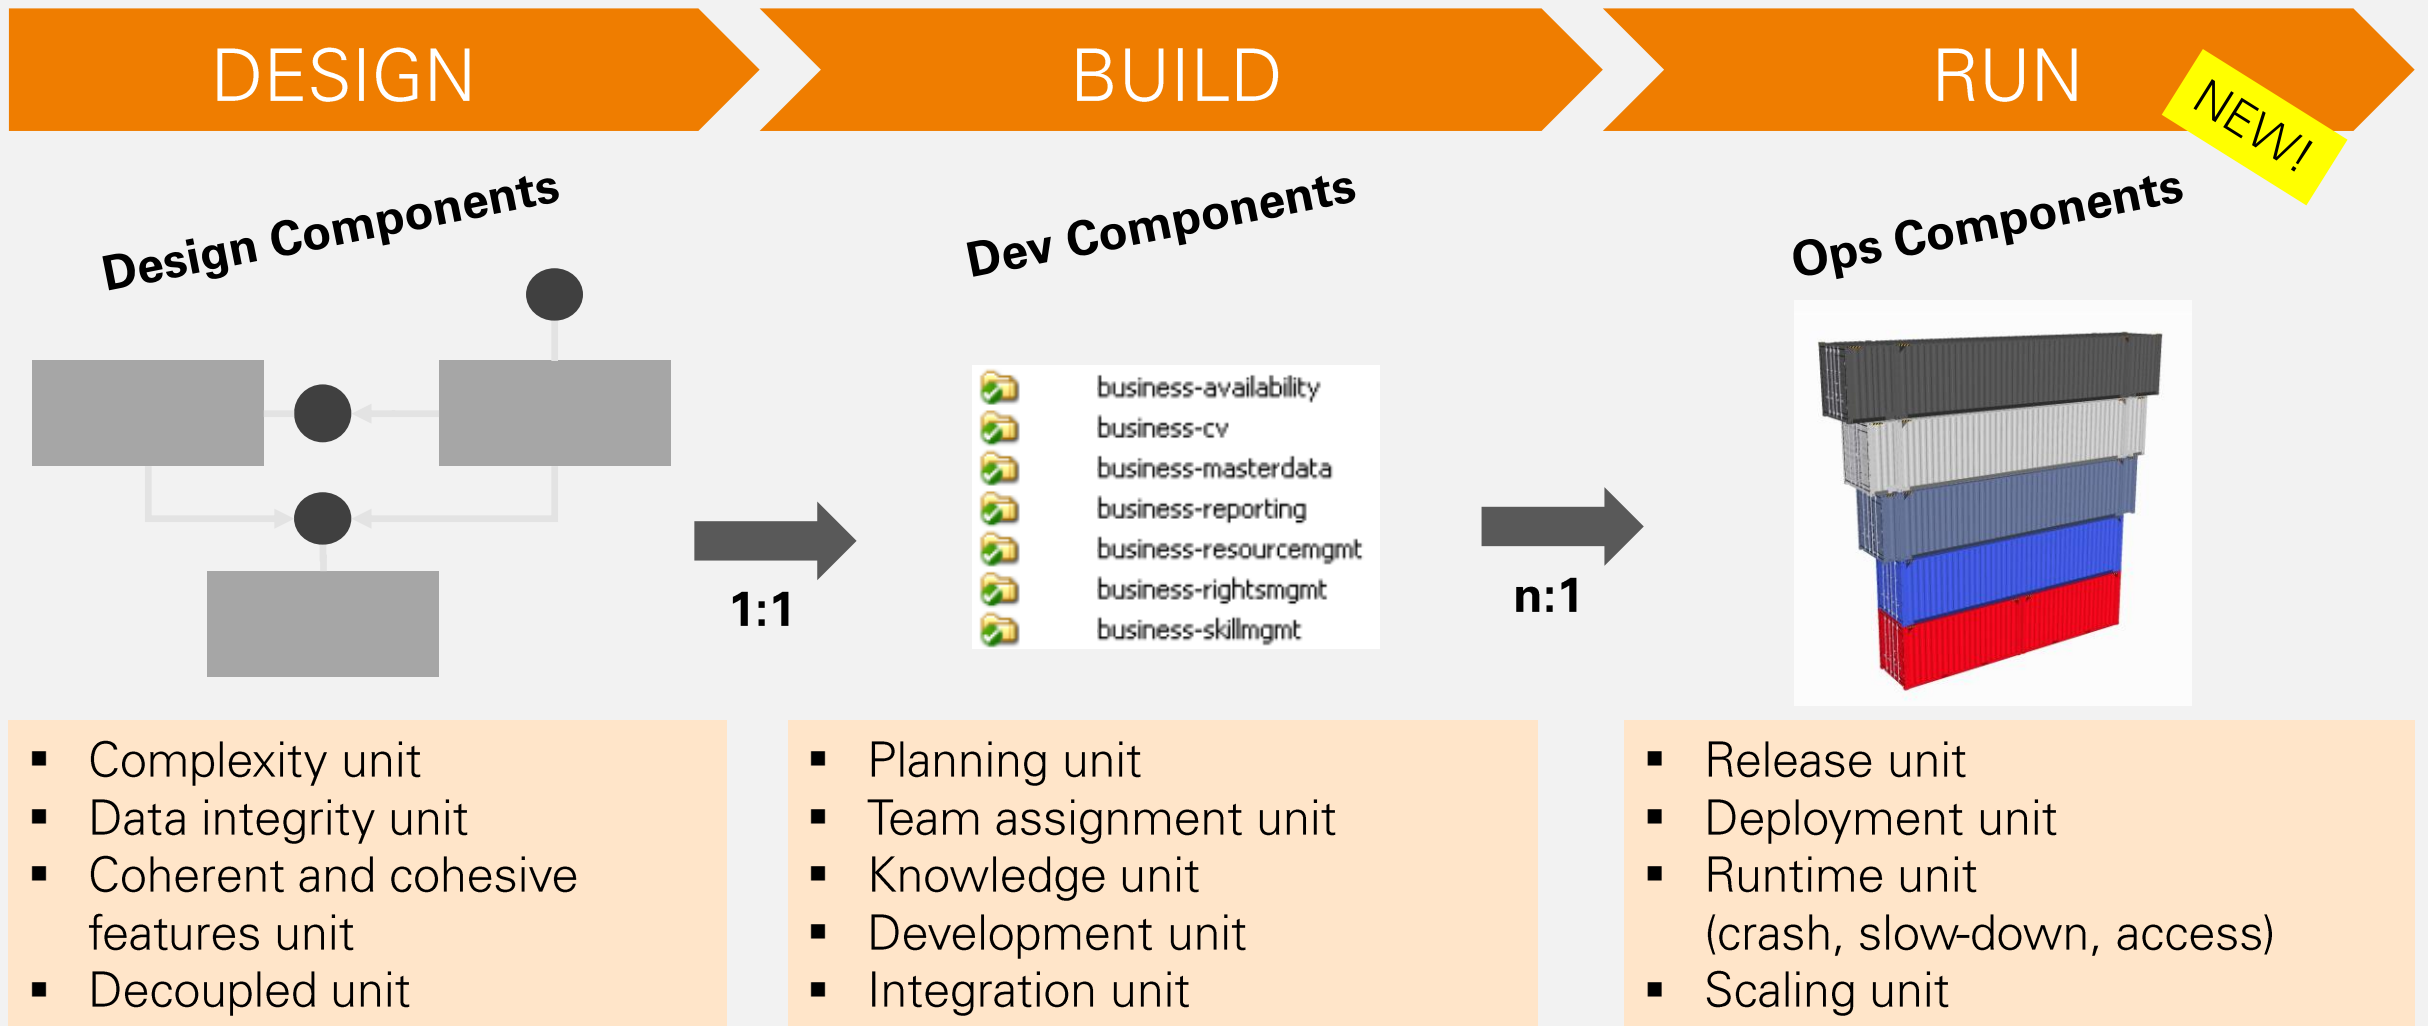 DESIGN
BUILD
RUN
NEW!
Design Components
Dev Components
Ops Components
business-availability
business-cv
business-masterdata
business-reporting
business-resourcemgmt
business-rightsmgmt
business-skillmgmt
1:1
n:1
▪ Complexity unit
▪ Data integrity unit
▪ Coherent and cohesive
features unit
▪ Decoupled unit
▪ Planning unit
▪ Team assignment unit
▪ Knowledge unit
▪ Development unit
▪ Integration unit
▪ Release unit
▪ Deployment unit
▪ Runtime unit
(crash, slow-down, access)
▪ Scaling unit